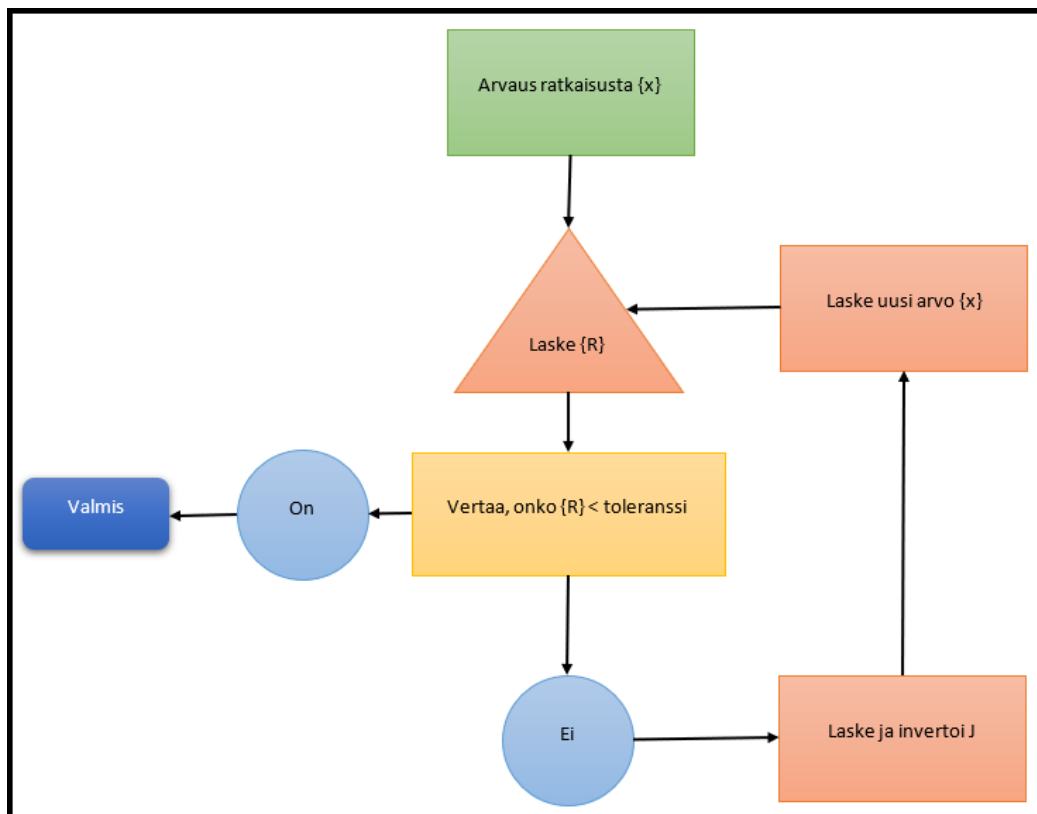 Arvaus ratkaisusta {x}
Laske uusi arvo {x}
Laske {R}
Valmis
On
Vertaa, onko {R} < toleranssi
Ei
Laske ja invertoi J